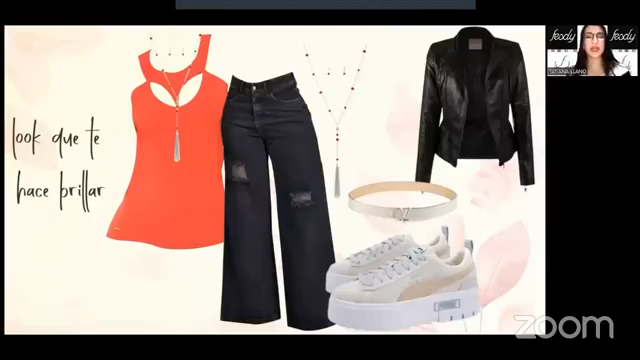 look que te
hace brillar
feody feody
TATIANA LLANO
zoom